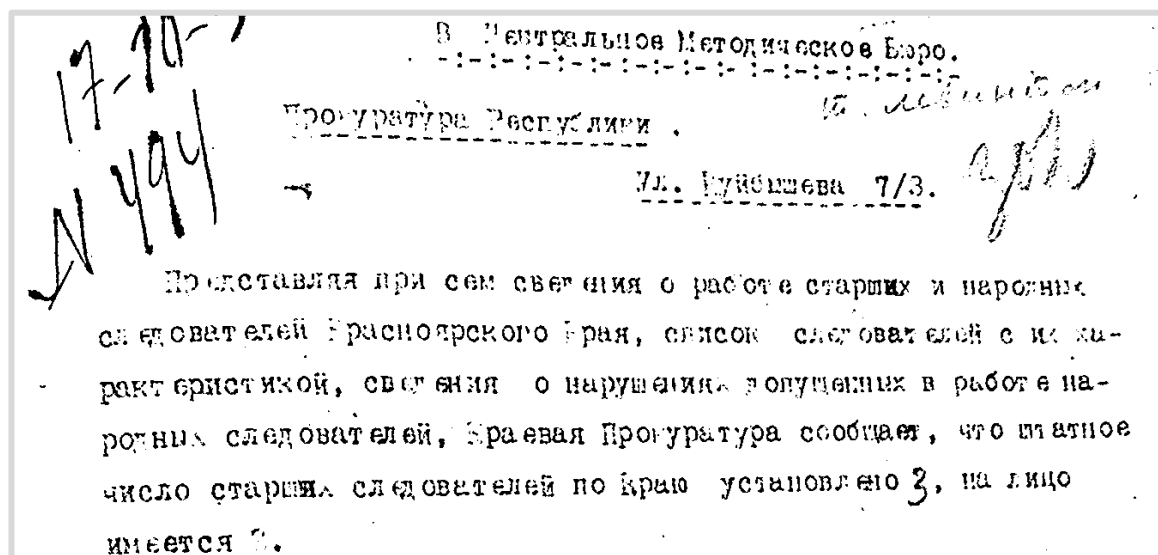 17-10-
N 494
В Центральное Методическое Бюро.
Прокуратура Республики .
Ул. Куйбышева 7/3.
Представляя при сем сведения о работе старших и народных
следователей Красноярского Края, список следователей с их ха-
рактеристикой, сведения о нарушениях допущенных в работе на-
родных следователей, Краевая Прокуратура сообщает, что штатное
число старших следователей по краю установлено 3, на лицо
имеется